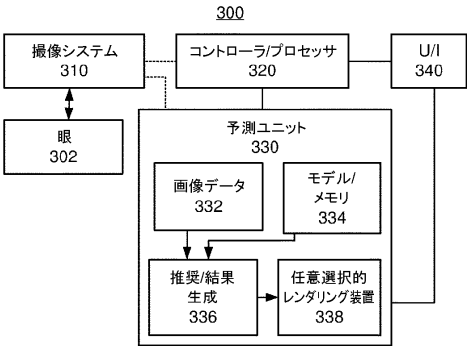 300
撮像システム
310
コントローラ/プロセッサ
320
U/I
340
眼
302
予測ユニット
330
画像データ
332
モデル/
メモリ
334
推奨/結果
生成
336
任意選択的
レンダリング装置
338